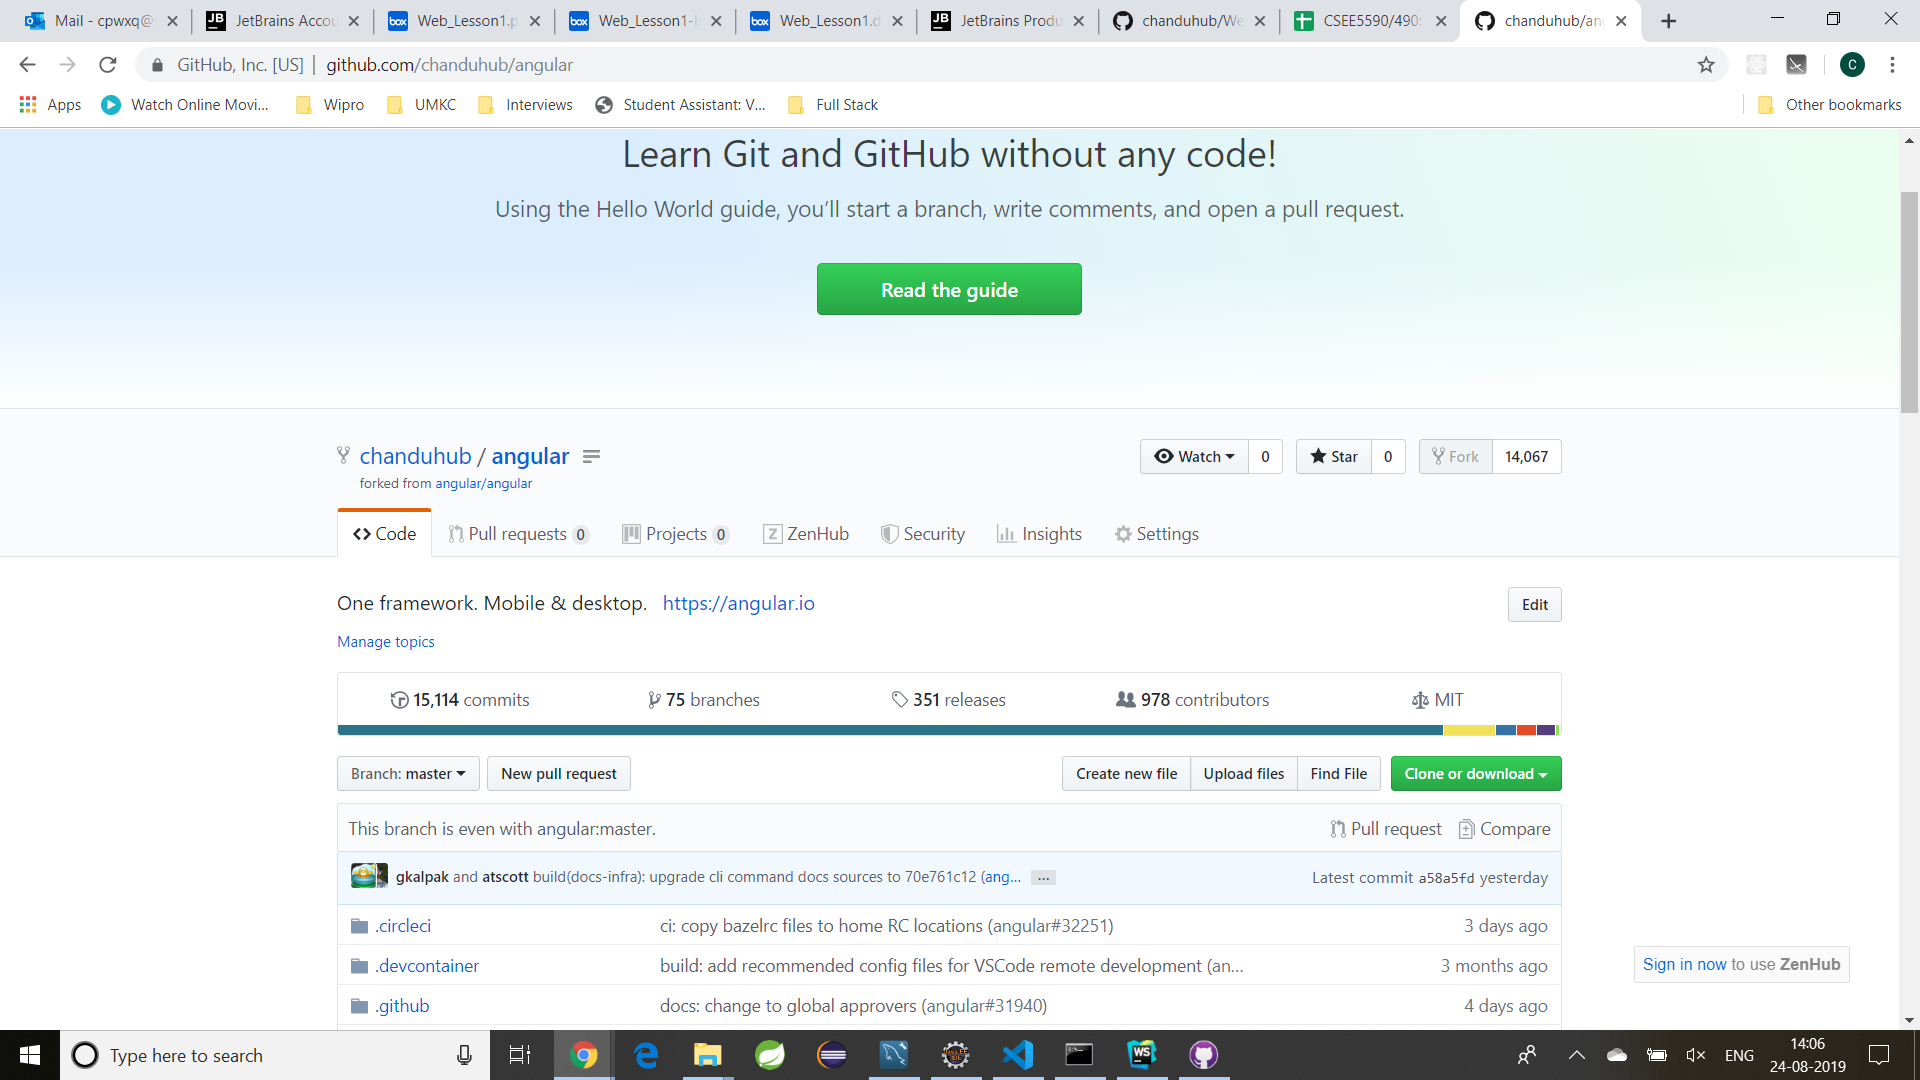 Mail - cpwxq@
JetBrains Accou
Web_Lesson1.p
Web_Lesson1-I
Web_Lesson1.d
JetBrains Produ
chanduhub/We
CSEE5590/490:
chanduhub/an
GitHub, Inc. [US] | github.com/chanduhub/angular
C
Apps
Watch Online Movi...
Wipro
UMKC
Interviews
Student Assistant: V...
Full Stack
Other bookmarks
Learn Git and GitHub without any code!
Using the Hello World guide, you’ll start a branch, write comments, and open a pull request.
Read the guide
chanduhub / angular
Watch 0
Star 0
Fork 14,067
forked from angular/angular
Code
Pull requests 0
Projects 0
ZenHub
Security
Insights
Settings
One framework. Mobile & desktop. https://angular.io
Edit
Manage topics
15,114 commits
75 branches
351 releases
978 contributors
MIT
Branch: master
New pull request
Create new file
Upload files
Find File
Clone or download
This branch is even with angular:master.
Pull request
Compare
gkalpak and atscott build(docs-infra): upgrade cli command docs sources to 70e761c12 (ang... ...
Latest commit a58a5fd yesterday
.circleci ci: copy bazelrc files to home RC locations (angular#32251) 3 days ago
.devcontainer build: add recommended config files for VSCode remote development (an... 3 months ago
.github docs: change to global approvers (angular#31940) 4 days ago
Sign in now to use ZenHub
Type here to search
ENG
14:06
24-08-2019